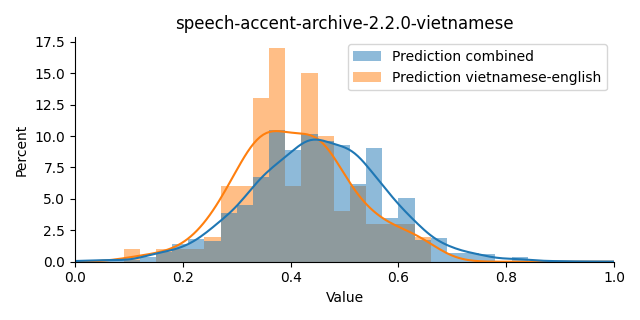 speech-accent-archive-2.2.0-vietnamese
Prediction combined
Prediction vietnamese-english
Percent
17.5
15.0
12.5
10.0
7.5
5.0
2.5
0.0
0.0 0.2 0.4 0.6 0.8 1.0
Value